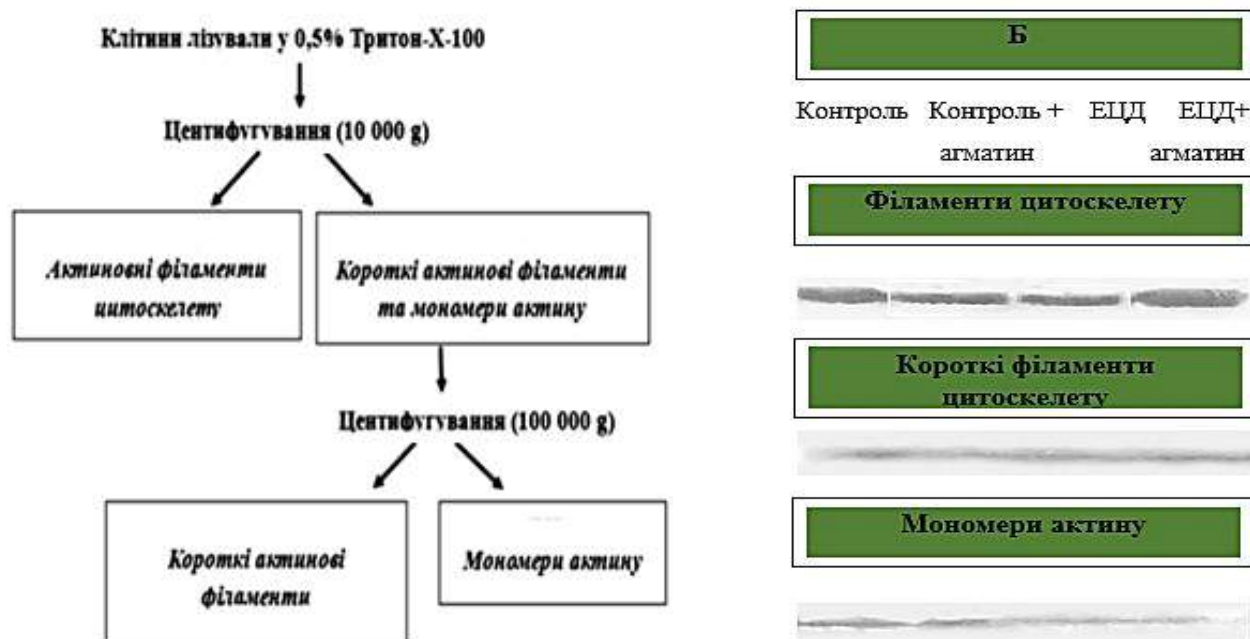 Клітини лізували у 0,5% Тритон-X-100
Центифугування (10 000 g)
Актиновні філаменти
цитоскелету
Короткі актинові філаменти
та мономери актину
Центифугування (100 000 g)
Короткі актинові
філаменти
Мономери актину
Б
Контроль Контроль + ЕЦД ЕЦД+
агматин агматин
Філаменти цитоскелету
Короткі філаменти
цитоскелету
Мономери актину